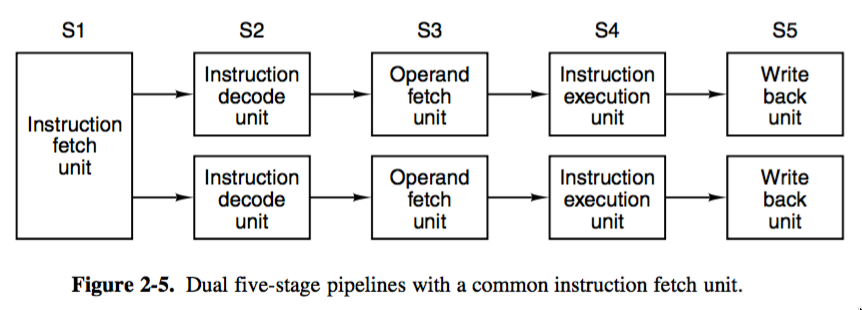 S1
S2
S3
S4
S5
Instruction
fetch
unit
Instruction
decode
unit
Operand
fetch
unit
Instruction
execution
unit
Write
back
unit
Instruction
decode
unit
Operand
fetch
unit
Instruction
execution
unit
Write
back
unit
Figure 2-5. Dual five-stage pipelines with a common instruction fetch unit.